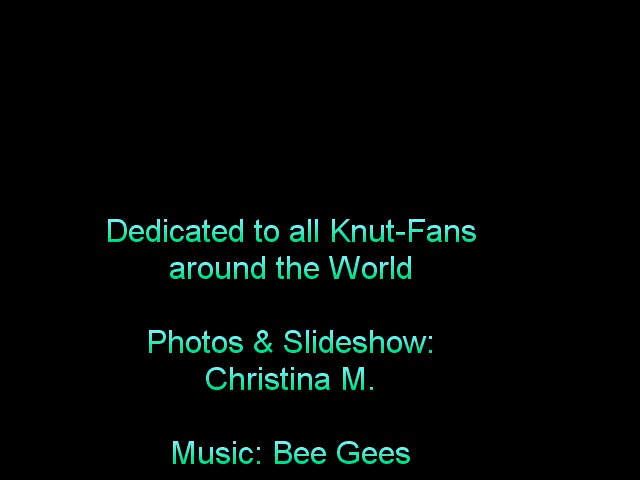 Dedicated to all Knut-Fans
around the World
Photos & Slideshow:
Christina M.
Music: Bee Gees